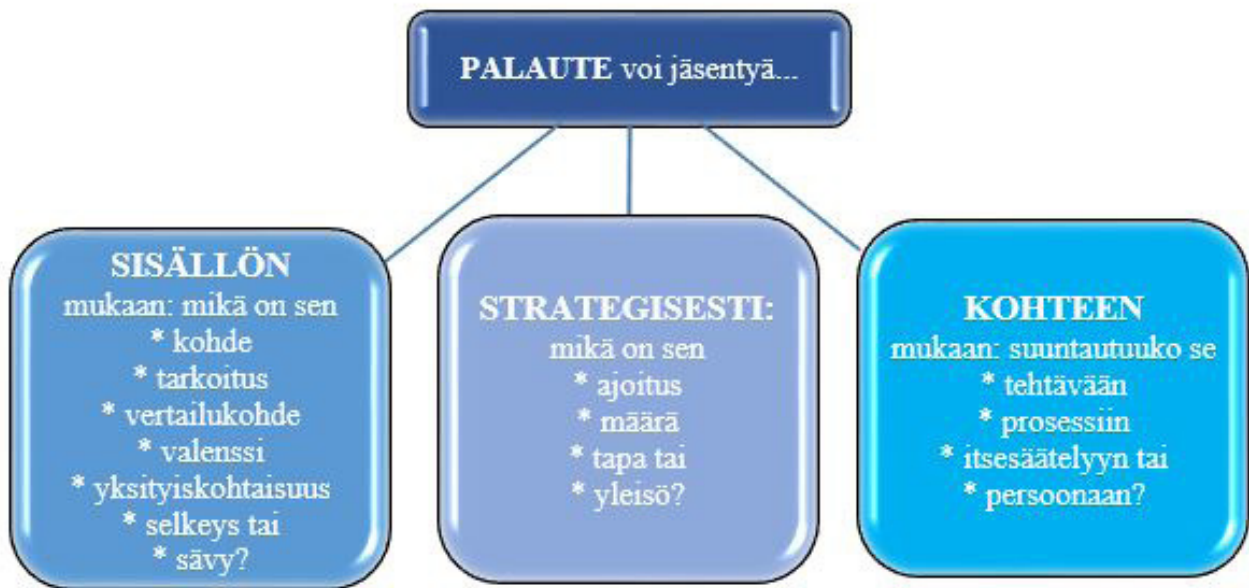 PALAUTE voi jäsentyä...
SISÄLLÖN
mukaan: mikä on sen
* kohde
* tarkoitus
* vertailukohde
* valenssi
* yksityiskohtaisuus
* selkeys tai
* sävy?
STRATEGISESTI:
mikä on sen
* ajoitus
* määrä
* tapa tai
* yleisö?
KOHTEEN
mukaan: suuntautuuko se
* tehtävään
* prosessiin
* itsesäätelyyn tai
* persoonaan?